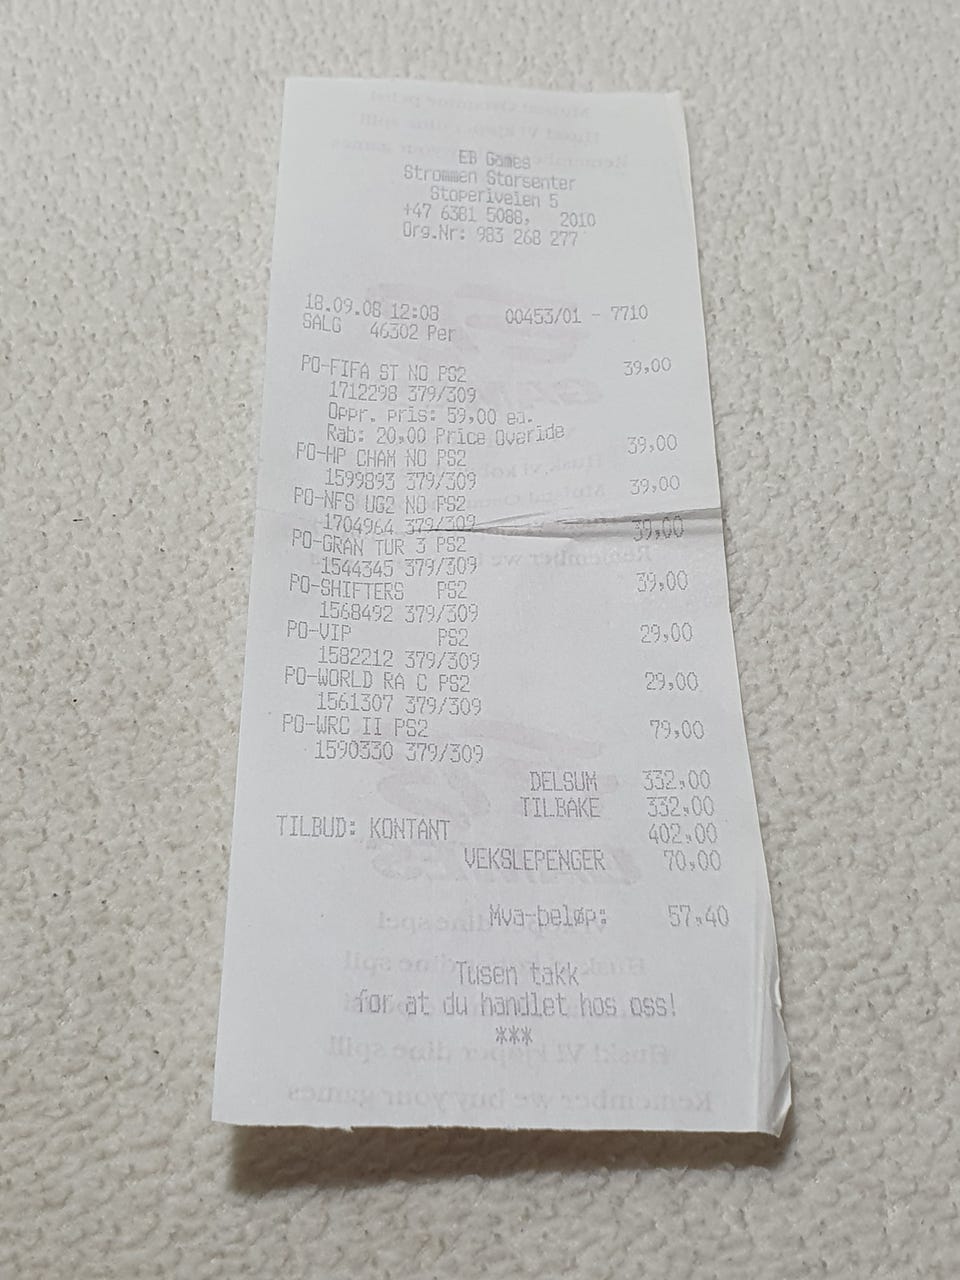 EB Games
Strommen Storsenter
Stoperiveien 5
+47 6381 5088, 2010
Org.Nr: 983 268 277
18.09.08 12:08 00453/01 - 7710
SALG 46302 Per
PO-FIFA ST NO PS2 39,00
1712298 379/309
Oppr. pris: 59,00 ea.
Rab: 20,00 Price Overide
PO-HP CHAM NO PS2 39,00
1599893 379/309
PO-NFS UG2 NO PS2 39,00
1704964 379/309
PO-GRAN TUR 3 PS2 39,00
1544345 379/309
PO-SHIFTERS PS2 39,00
1568492 379/309
PO-VIP PS2 29,00
1582212 379/309
PO-WORLD RA C PS2 29,00
1561307 379/309
PO-WRC II PS2 79,00
1590330 379/309
DELSUM 332,00
TILBAKE 332,00
TILBUD: KONTANT 402,00
VEKSLEPENGER 70,00
Mva-beløp: 57,40
Tusen takk
for at du handlet hos oss!
***